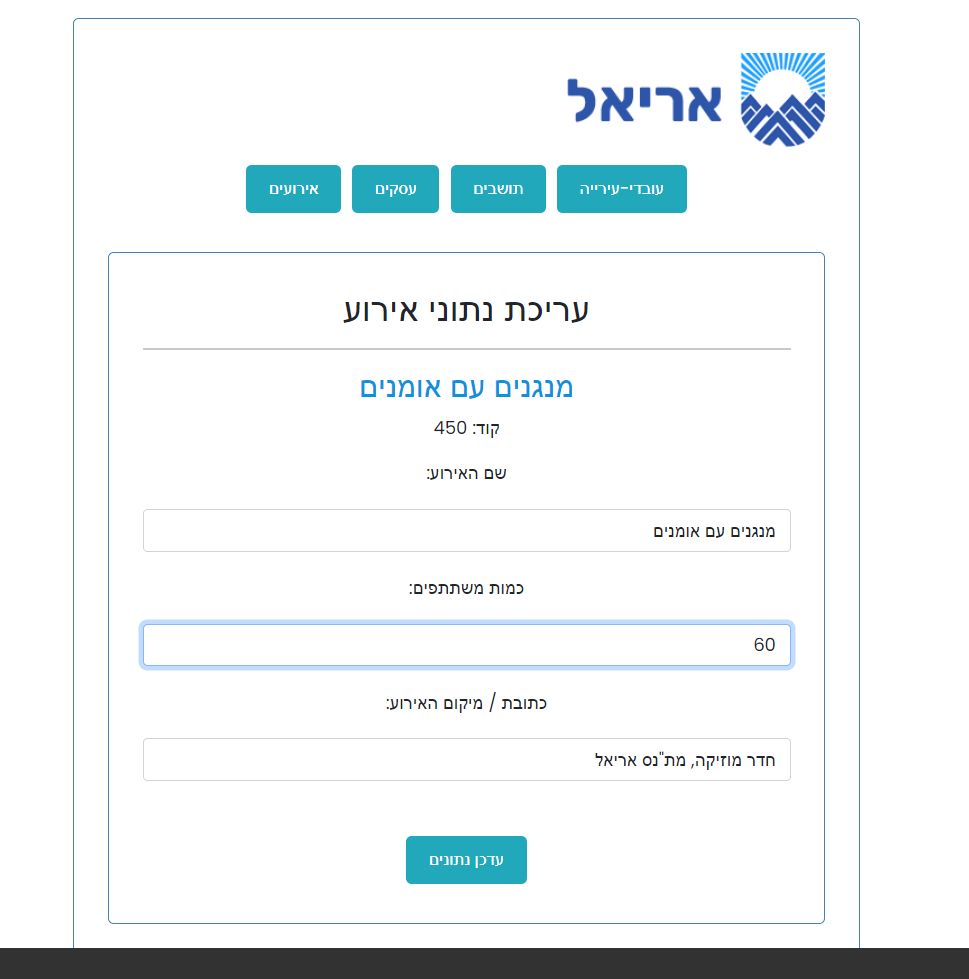 אריאל
עובדי-עירייה תושבים עסקים אירועים
עריכת נתוני אירוע
מנגנים עם אומנים
קוד: 450
שם האירוע:
מנגנים עם אומנים
כמות משתתפים:
60
כתובת / מיקום האירוע:
חדר מוזיקה, מת"נס אריאל
עדכן נתונים